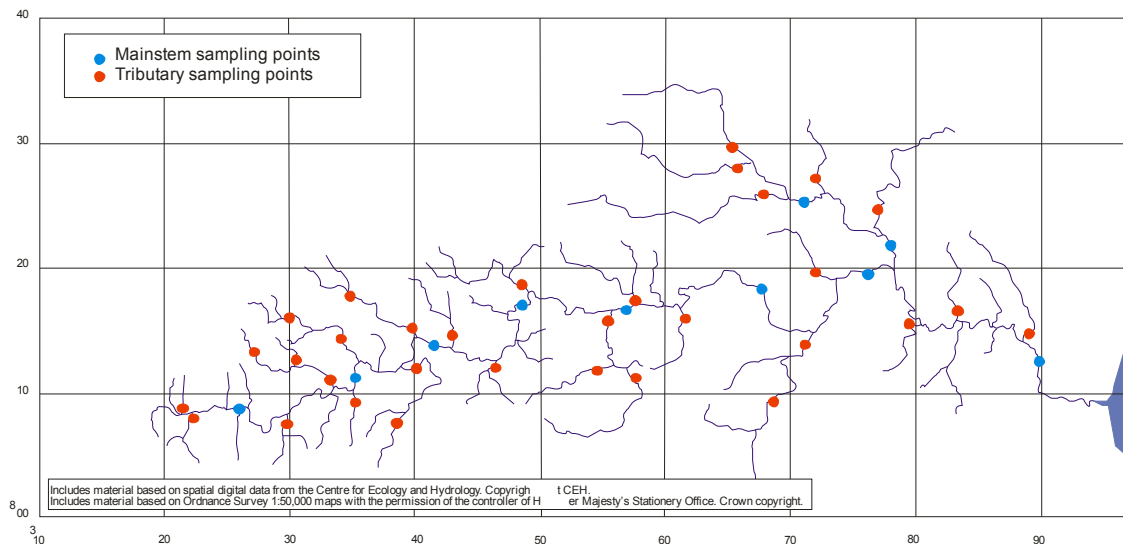 40
Mainstem sampling points
Tributary sampling points
30
20
10
Includes material based on spatial digital data from the Centre for Ecology and Hydrology. Copyrigh t CEH.
Includes material based on Ordnance Survey 1:50,000 maps with the permission of the controller of H er Majesty's Stationery Office. Crown copyright.
800
3
10 20 30 40 50 60 70 80 90